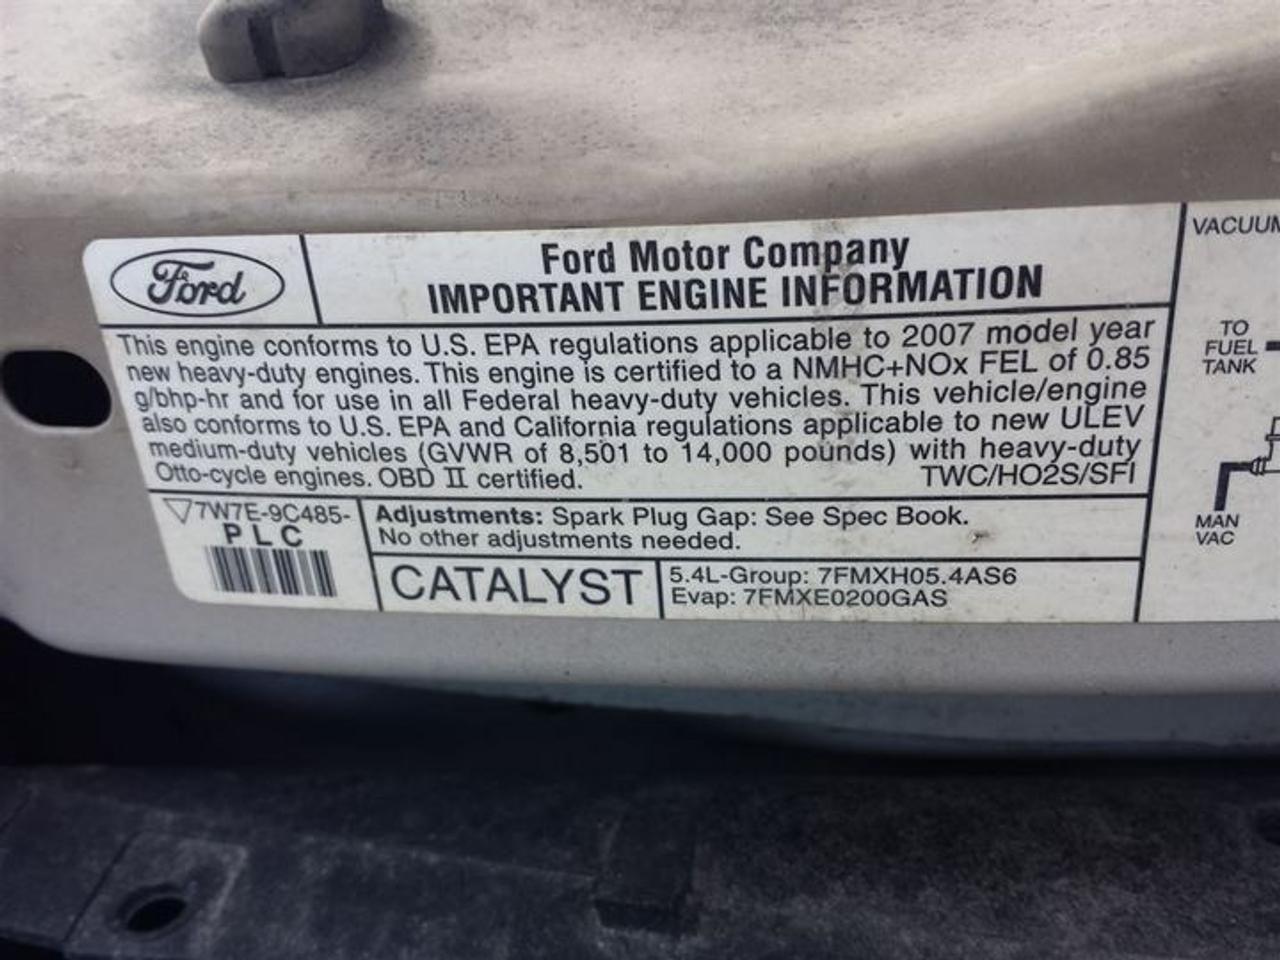 Ford
Ford Motor Company
IMPORTANT ENGINE INFORMATION
This engine conforms to U.S. EPA regulations applicable to 2007 model year
new heavy-duty engines. This engine is certified to a NMHC+NOx FEL of 0.85
g/bhp-hr and for use in all Federal heavy-duty vehicles. This vehicle/engine
also conforms to U.S. EPA and California regulations applicable to new ULEV
medium-duty vehicles (GVWR of 8,501 to 14,000 pounds) with heavy-duty
Otto-cycle engines. OBD II certified. TWC/HO2S/SFI
7W7E-9C485-
PLC
Adjustments: Spark Plug Gap: See Spec Book.
No other adjustments needed.
CATALYST
5.4L-Group: 7FMXH05.4AS6
Evap: 7FMXE0200GAS
VACUUM
TO
FUEL
TANK
MAN
VAC